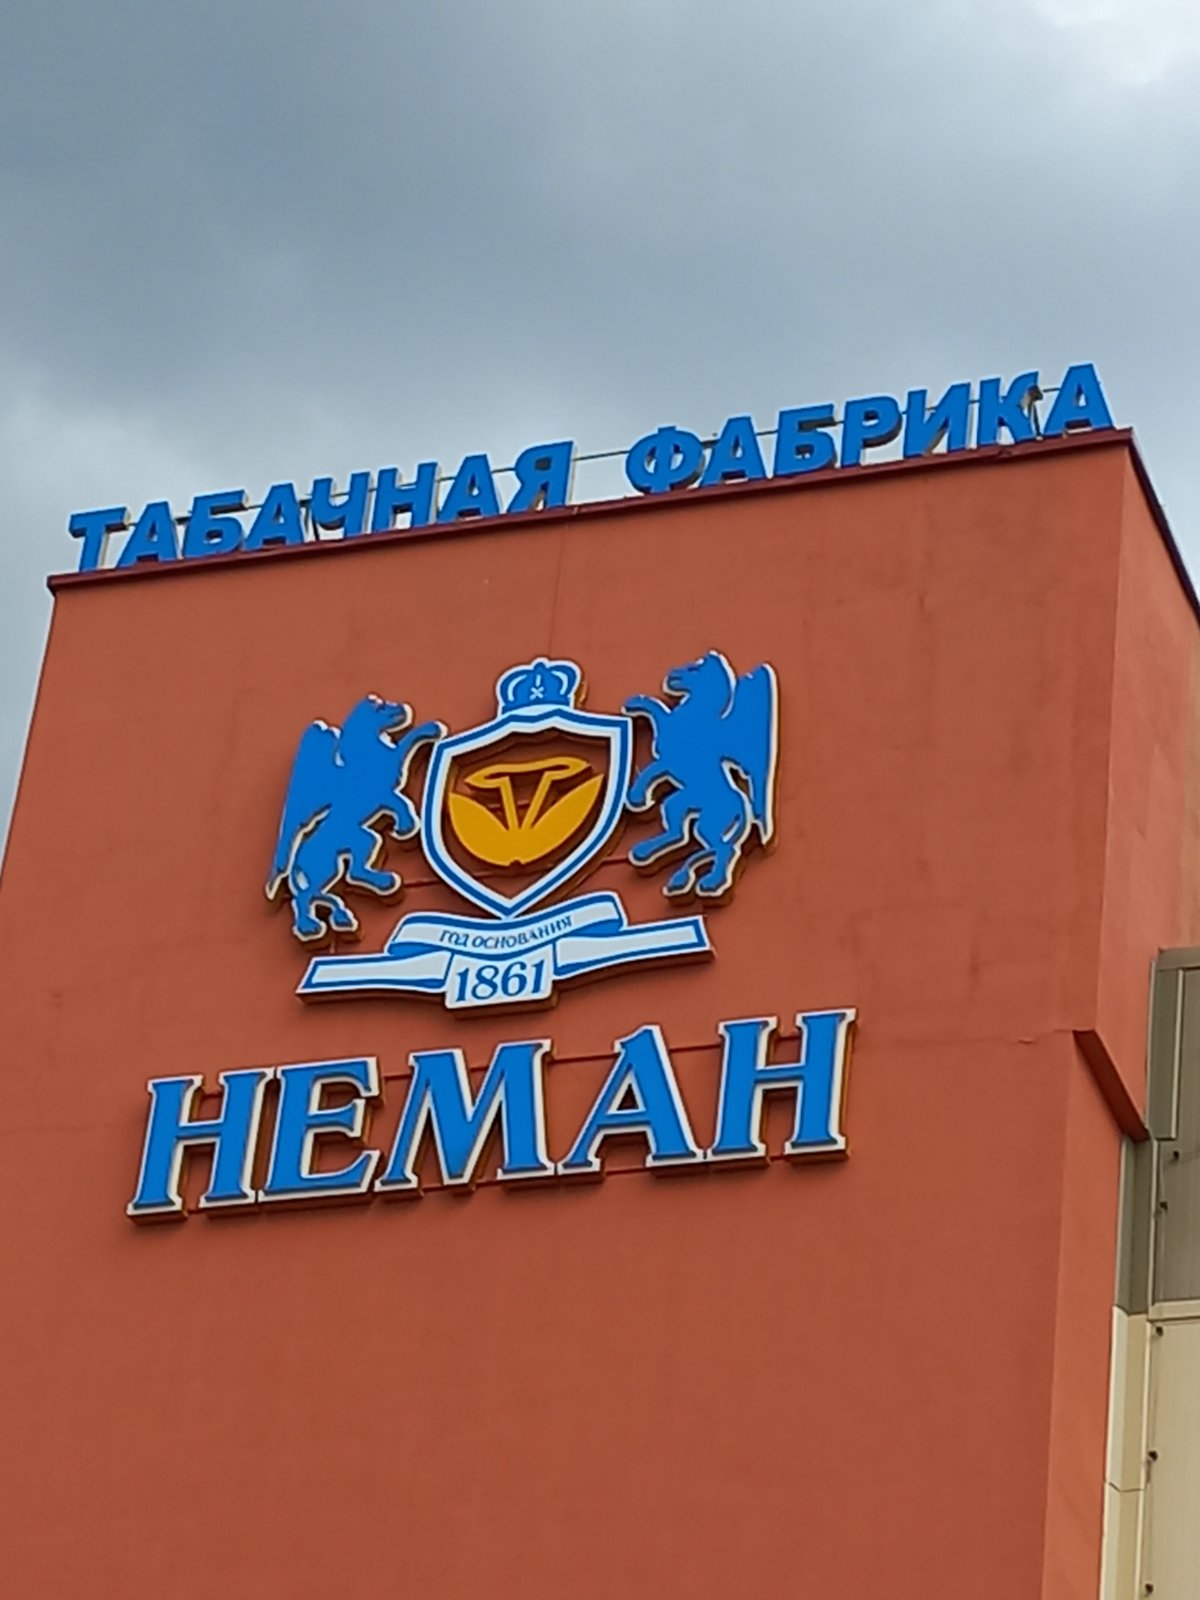 ТАБАЧНАЯ ФАБРИКА
ГОД ОСНОВАНИЯ
1861
НЕМАН